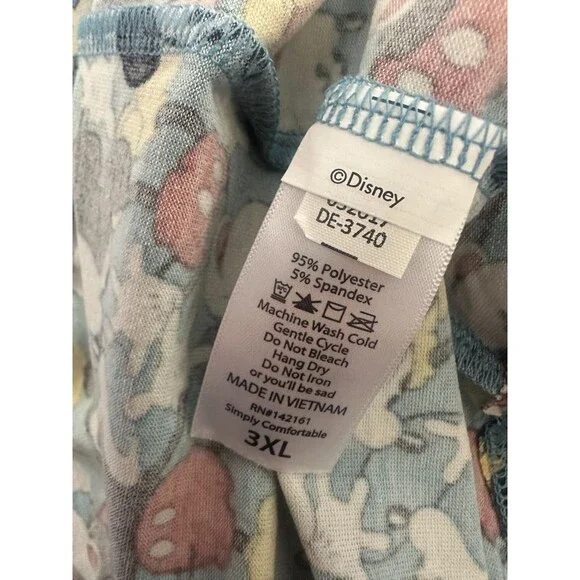 ©Disney
032017
DE-3740
95% Polyester
5% Spandex
Machine Wash Cold
Gentle Cycle
Do Not Bleach
Hang Dry
Do Not Iron
or you'll be sad
MADE IN VIETNAM
RN#142161
Simply Comfortable
3XL